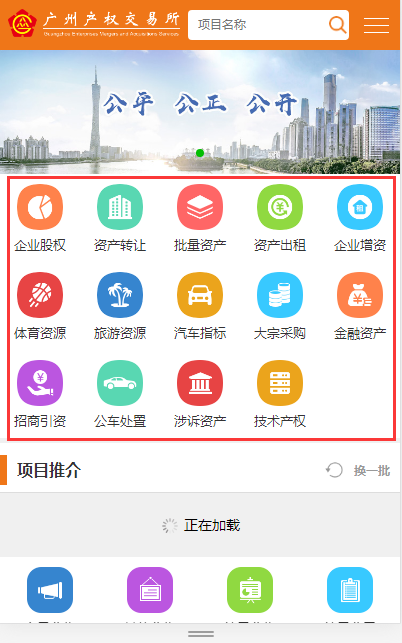 广州产权交易所
Guangzhou Enterprises Mergers and Acquisitions Services
项目名称
公平 公正 公开
企业股权 资产转让 批量资产 资产出租 企业增资
体育资源 旅游资源 汽车指标 大宗采购 金融资产
招商引资 公车处置 涉诉资产 技术产权
项目推介 换一批
正在加载